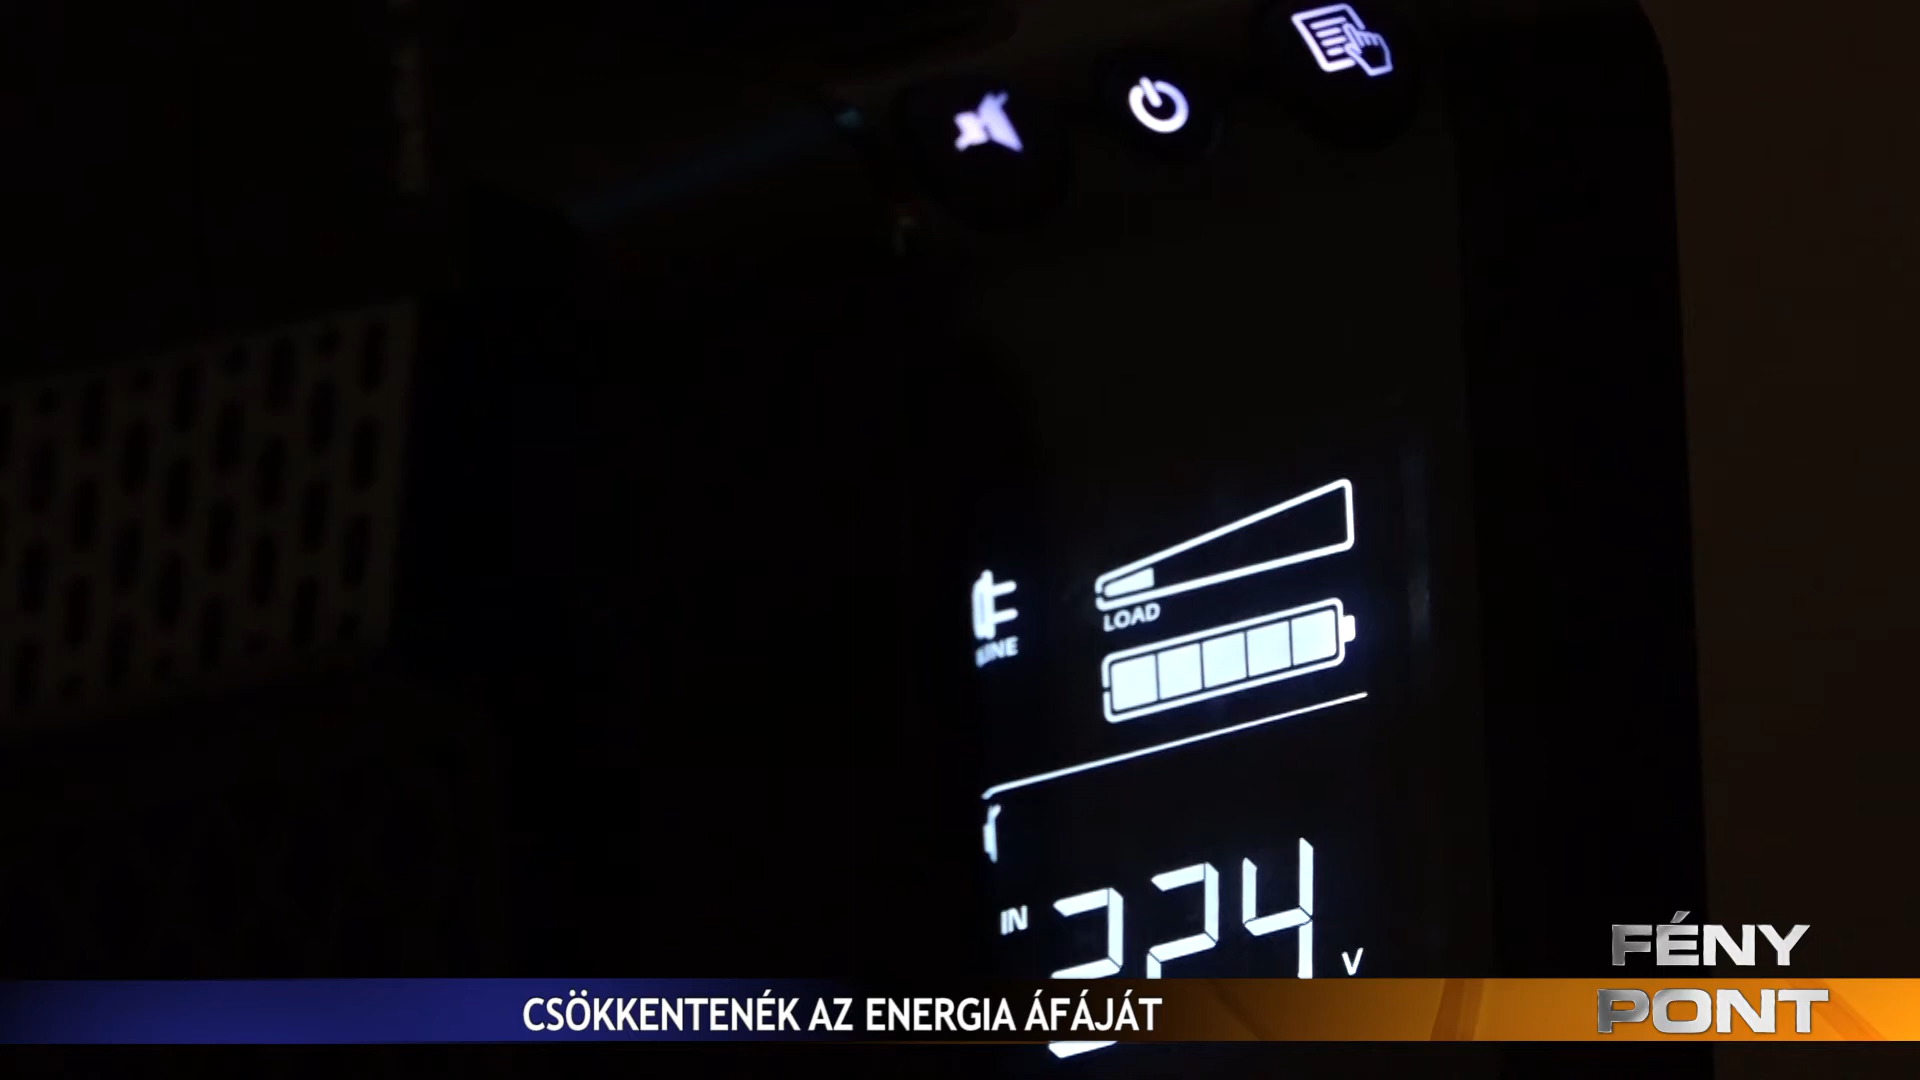 LOAD
LINE
IN 224 V
CSÖKKENTENÉK AZ ENERGIA ÁFÁJÁT
FÉNY
PONT